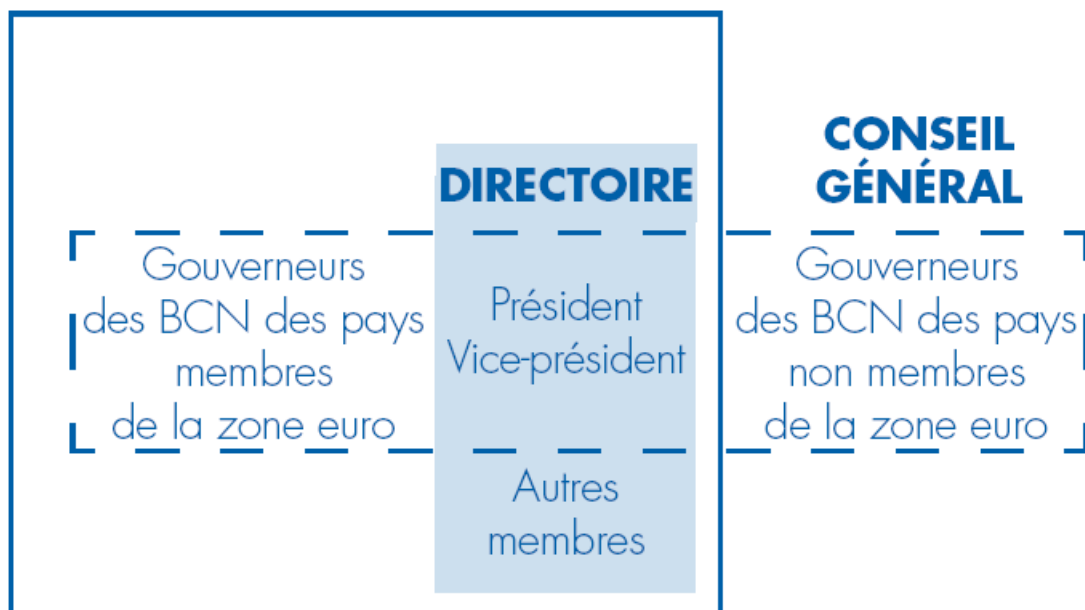 CONSEIL
GÉNÉRAL
DIRECTOIRE
Gouverneurs
des BCN des pays
membres
de la zone euro
Président
Vice-président
Gouverneurs
des BCN des pays
non membres
de la zone euro
Autres
membres